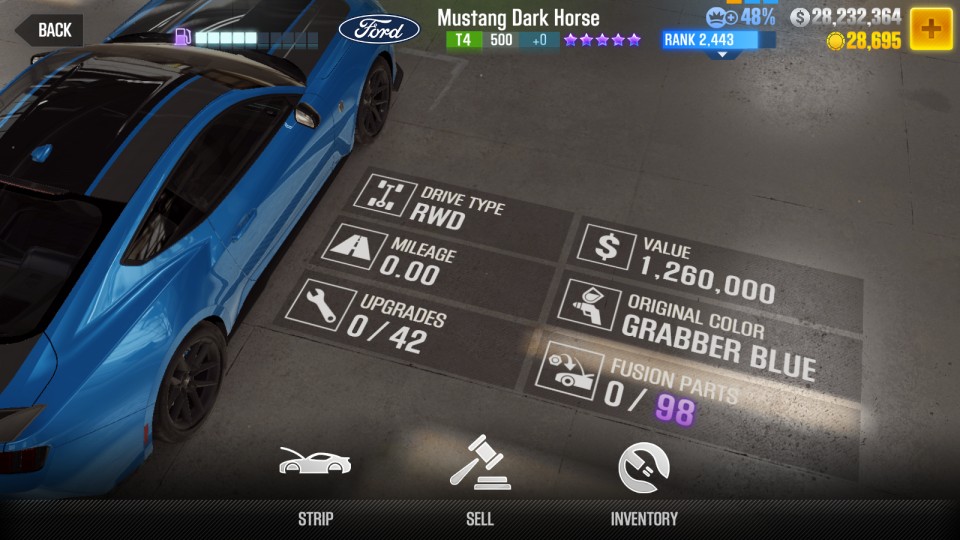 BACK
Ford
Mustang Dark Horse
T4 500 +0
48%
RANK 2,443
$ 28,232,364
28,695
+
DRIVE TYPE
RWD
MILEAGE
0.00
UPGRADES
0 / 42
$
VALUE
1,260,000
ORIGINAL COLOR
GRABBER BLUE
FUSION PARTS
0 / 98
STRIP
SELL
INVENTORY